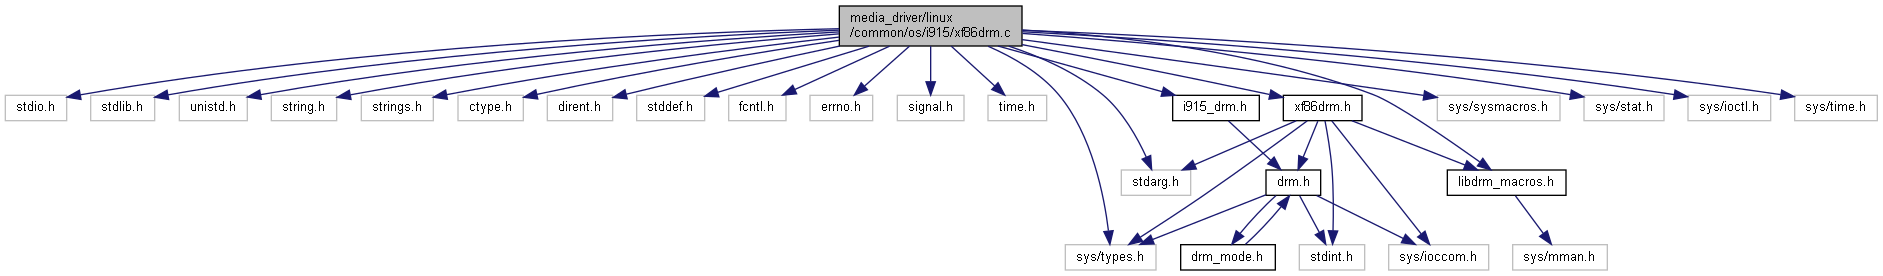 media_driver/linux
/common/os/i915/xf86drm.c
stdio.h
stdlib.h
unistd.h
string.h
strings.h
ctype.h
dirent.h
stddef.h
fcntl.h
errno.h
signal.h
time.h
i915_drm.h
xf86drm.h
sys/sysmacros.h
sys/stat.h
sys/ioctl.h
sys/time.h
stdarg.h
drm.h
libdrm_macros.h
sys/types.h
drm_mode.h
stdint.h
sys/ioccom.h
sys/mman.h